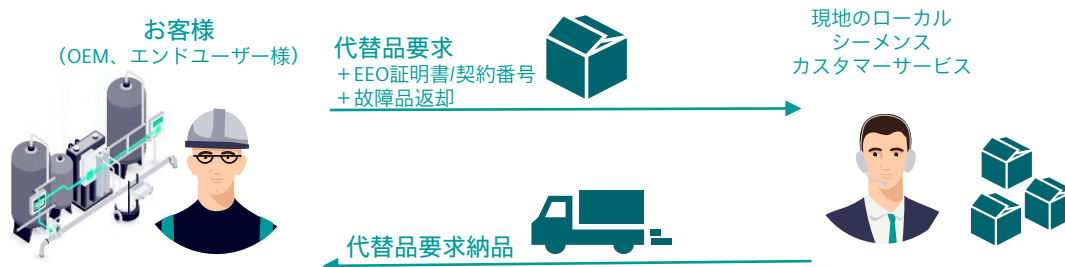 お客様
（OEM、エンドユーザー様）
代替品要求
＋EEO証明書/契約番号
＋故障品返却
現地のローカル
シーメンス
カスタマーサービス
代替品要求納品